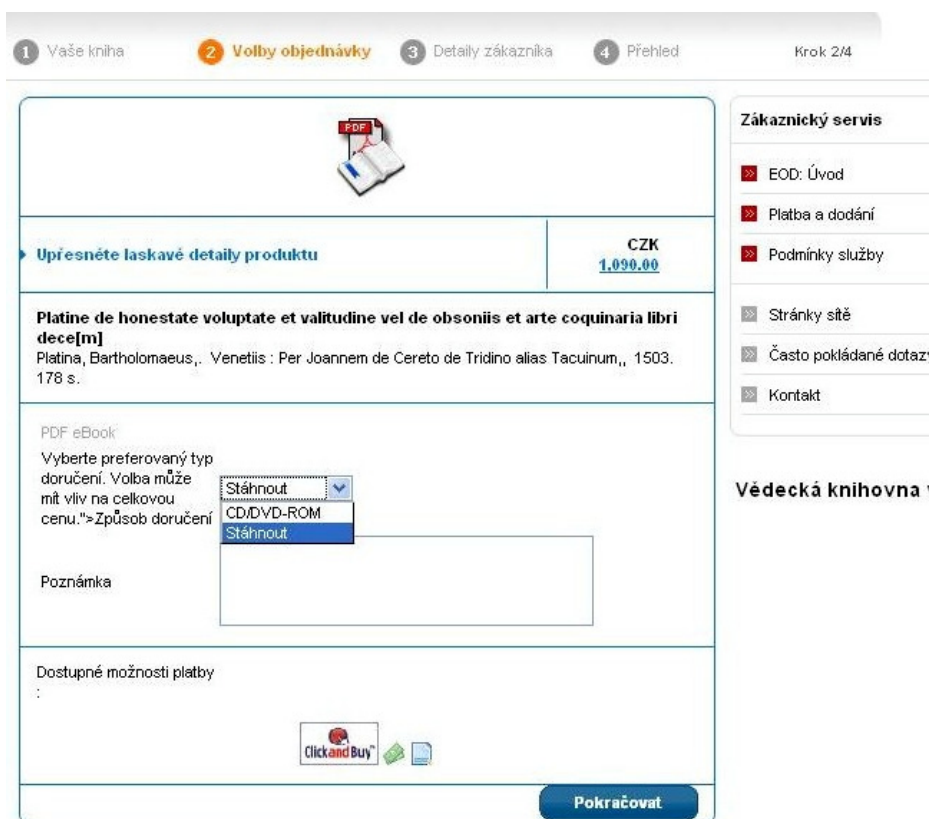 1 Vaše kniha 2 Volby objednávky 3 Detaily zákazníka 4 Přehled Krok 2/4
PDF
Upřesněte laskavé detaily produktu
CZK
1,090.00
Platine de honestate voluptate et valitudine vel de obsoniis et arte coquinaria libri
dece[m]
Platina, Bartholomaeus,. Venetiis : Per Joannem de Cereto de Tridino alias Tacuinum,, 1503.
178 s.
PDF eBook
Vyberte preferovaný typ
doručení. Volba může
mít vliv na celkovou
cenu.">Způsob doručení
Stáhnout
CD/DVD-ROM
Stáhnout
Poznámka
Dostupné možnosti platby
:
ClickandBuy
Pokračovat
Zákaznický servis
EOD: Úvod
Platba a dodání
Podmínky služby
Stránky sítě
Často pokládané dotazy
Kontakt
Vědecká knihovna